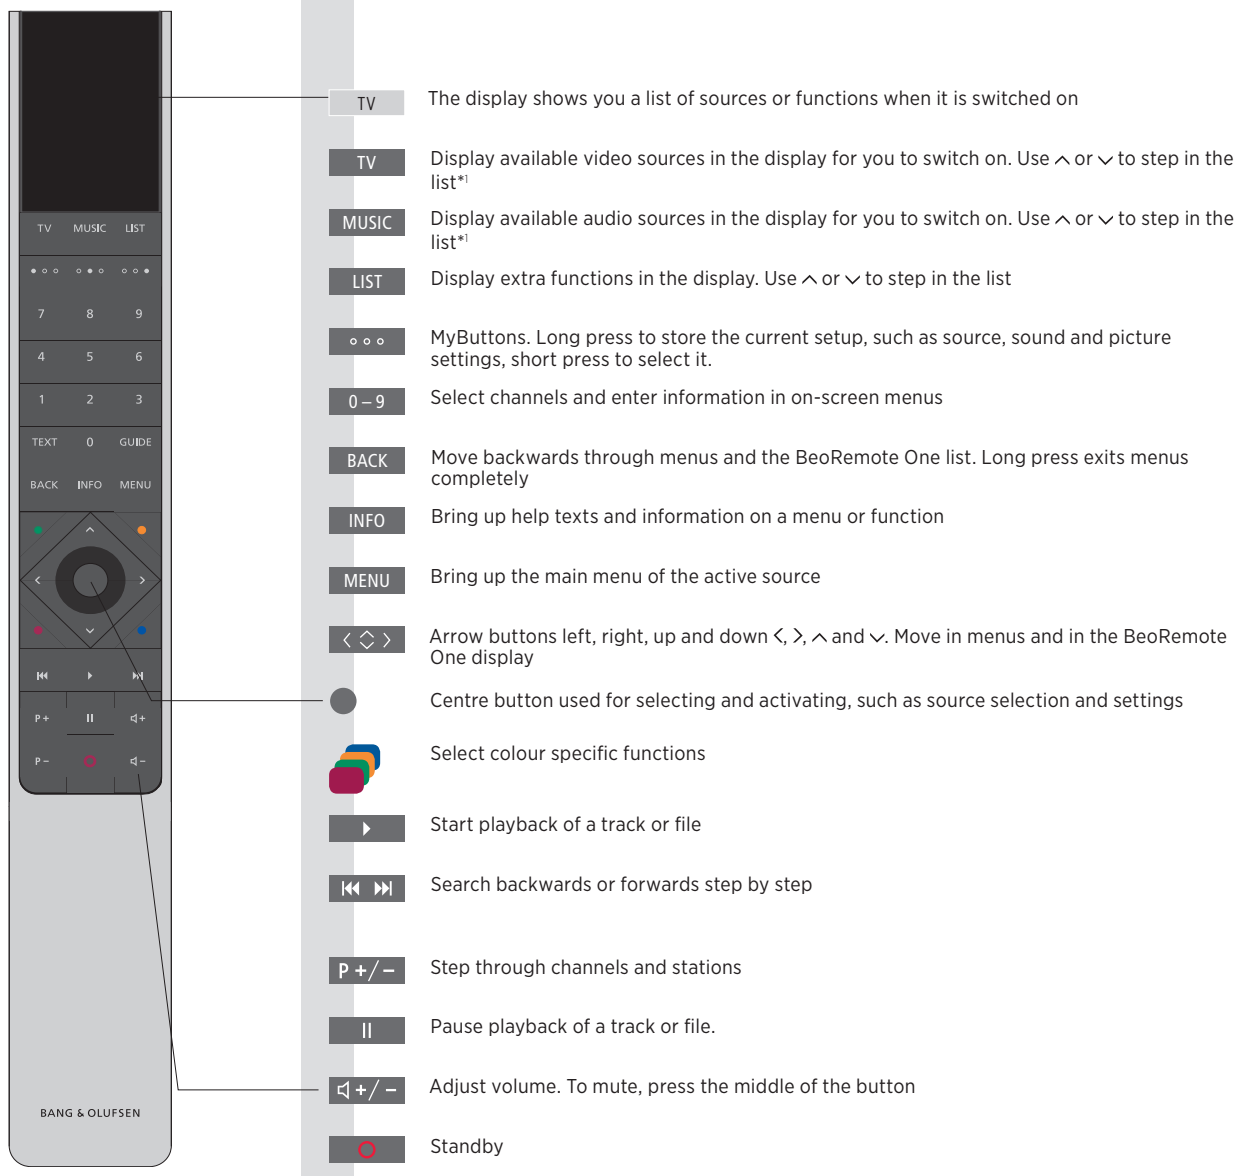 TV MUSIC LIST
7 8 9
4 5 6
1 2 3
TEXT 0 GUIDE
BACK INFO MENU
P+
P−
+
−
BANG & OLUFSEN
TV The display shows you a list of sources or functions when it is switched on
TV Display available video sources in the display for you to switch on. Use ∧ or ∨ to step in the
list*1
MUSIC Display available audio sources in the display for you to switch on. Use ∧ or ∨ to step in the
list*1
LIST Display extra functions in the display. Use ∧ or ∨ to step in the list
MyButtons. Long press to store the current setup, such as source, sound and picture
settings, short press to select it.
0 – 9 Select channels and enter information in on-screen menus
BACK Move backwards through menus and the BeoRemote One list. Long press exits menus
completely
INFO Bring up help texts and information on a menu or function
MENU Bring up the main menu of the active source
Arrow buttons left, right, up and down <, >, ∧ and ∨. Move in menus and in the BeoRemote
One display
Centre button used for selecting and activating, such as source selection and settings
Select colour specific functions
Start playback of a track or file
Search backwards or forwards step by step
P +/− Step through channels and stations
Pause playback of a track or file.
+/− Adjust volume. To mute, press the middle of the button
Standby